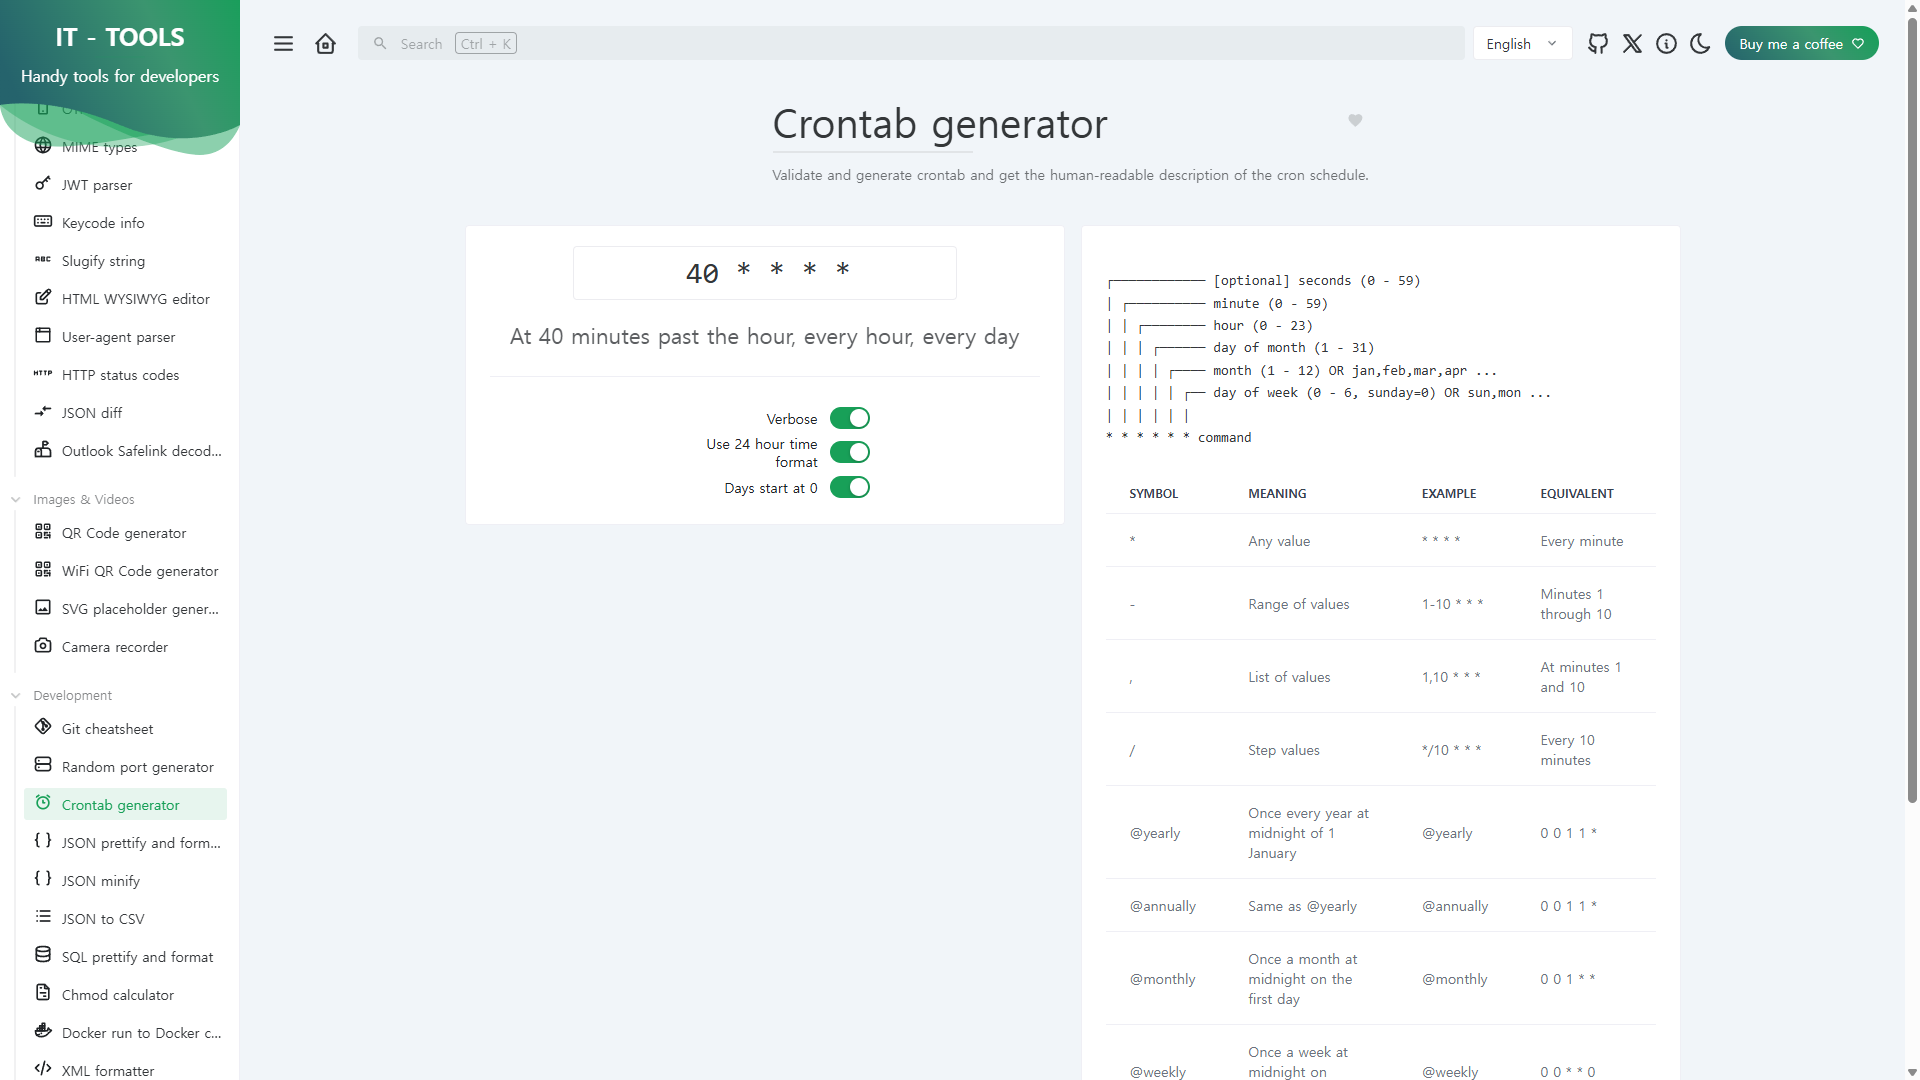 IT - TOOLS
Handy tools for developers
MIME types
JWT parser
Keycode info
Slugify string
HTML WYSIWYG editor
User-agent parser
HTTP status codes
JSON diff
Outlook Safelink decod...
Images & Videos
QR Code generator
WiFi QR Code generator
SVG placeholder gener...
Camera recorder
Development
Git cheatsheet
Random port generator
Crontab generator
JSON prettify and form...
JSON minify
JSON to CSV
SQL prettify and format
Chmod calculator
Docker run to Docker c...
XML formatter
Search Ctrl + K
English
Buy me a coffee
Crontab generator
Validate and generate crontab and get the human-readable description of the cron schedule.
40 * * * *
At 40 minutes past the hour, every hour, every day
Verbose
Use 24 hour time
format
Days start at 0
┌──────────── [optional] seconds (0 - 59)
| ┌────────── minute (0 - 59)
| | ┌──────── hour (0 - 23)
| | | ┌────── day of month (1 - 31)
| | | | ┌──── month (1 - 12) OR jan,feb,mar,apr ...
| | | | | ┌── day of week (0 - 6, sunday=0) OR sun,mon ...
| | | | | |
* * * * * * command
SYMBOL MEANING EXAMPLE EQUIVALENT
* Any value * * * * Every minute
- Range of values 1-10 * * * Minutes 1
through 10
, List of values 1,10 * * * At minutes 1
and 10
/ Step values */10 * * * Every 10
minutes
@yearly Once every year at
midnight of 1
January @yearly 0 0 1 1 *
@annually Same as @yearly @annually 0 0 1 1 *
@monthly Once a month at
midnight on the
first day @monthly 0 0 1 * *
@weekly Once a week at
midnight on @weekly 0 0 * * 0